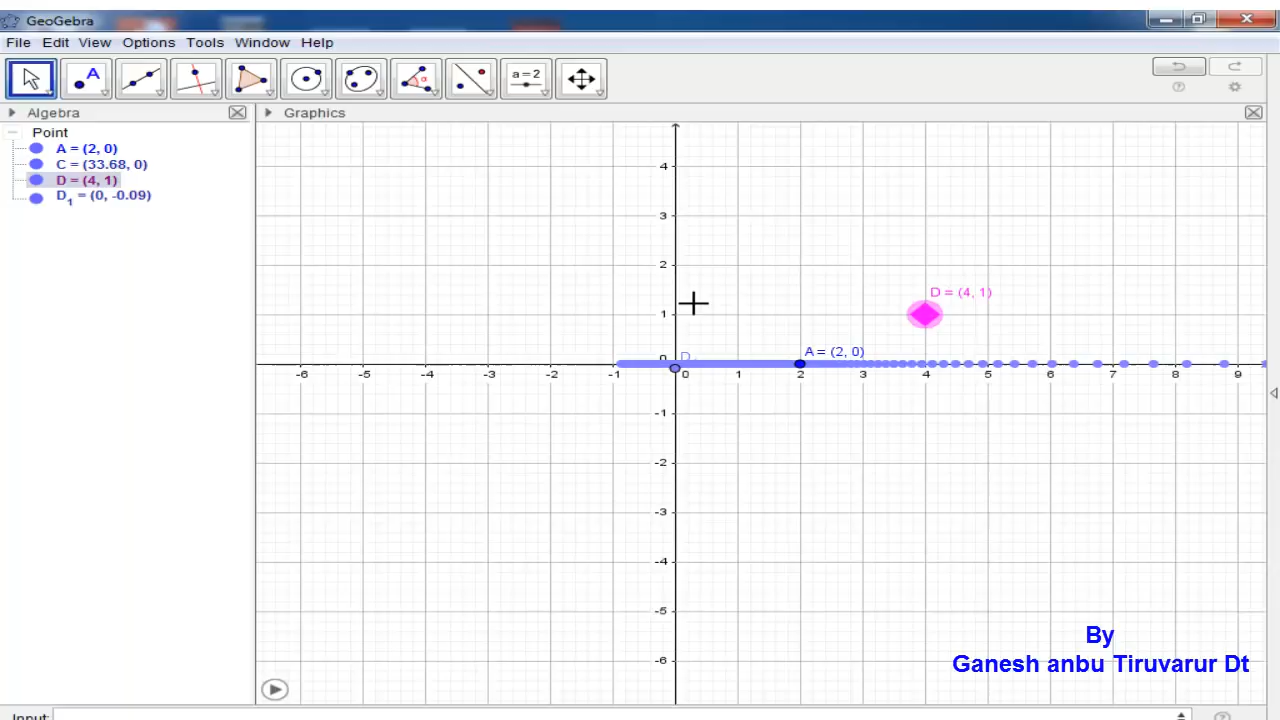 GeoGebra
File Edit View Options Tools Window Help
A
α
a=2
Algebra
Graphics
Point
A = (2, 0)
C = (33.68, 0)
D = (4, 1)
D1 = (0, -0.09)
4
3
2
D = (4, 1)
1
A = (2, 0)
0
D
-6 -5 -4 -3 -2 -1 0 1 2 3 4 5 6 7 8 9
-1
-2
-3
-4
-5
-6
By
Ganesh anbu Tiruvarur Dt
Input: